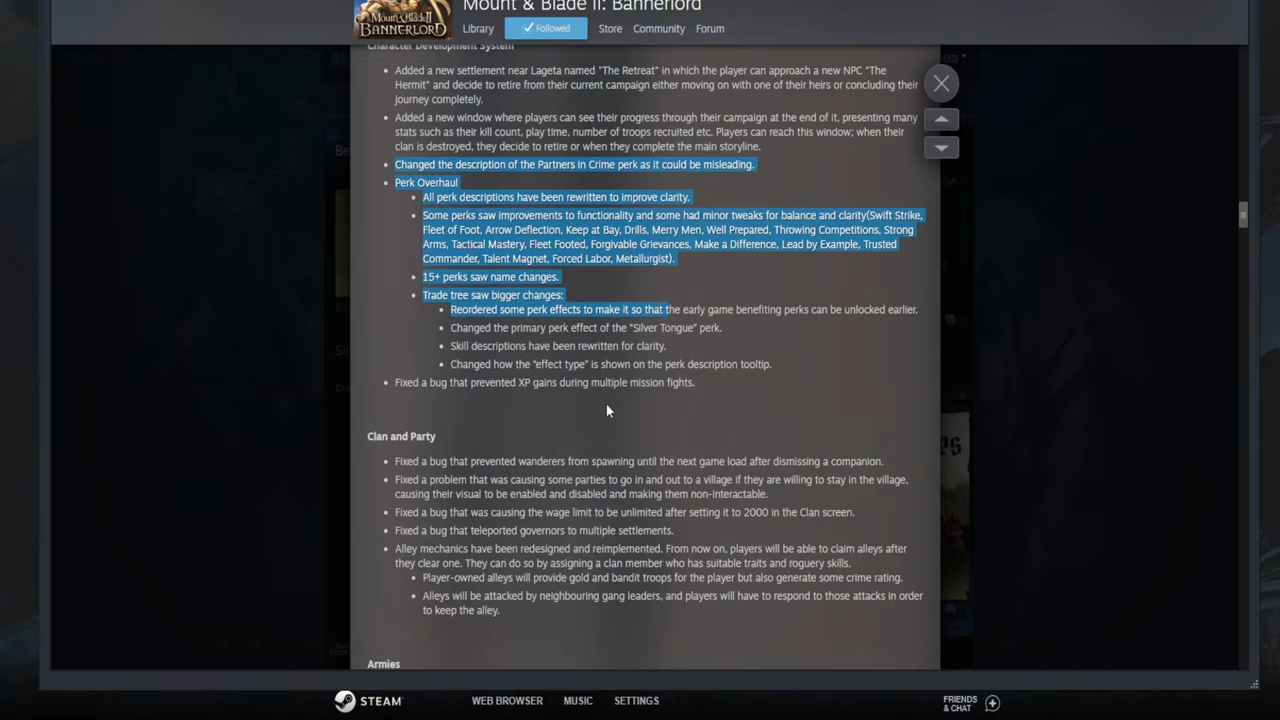 Mount & Blade II: Bannerlord
MOUNT&BLADE II
BANNERLORD
Library
Followed
Store
Community
Forum
Character Development System
Added a new settlement near Lageta named "The Retreat" in which the player can approach a new NPC "The
Hermit" and decide to retire from their current campaign either moving on with one of their heirs or concluding their
journey completely.
Added a new window where players can see their progress through their campaign at the end of it, presenting many
stats such as their kill count, play time, number of troops recruited etc. Players can reach this window; when their
clan is destroyed, they decide to retire or when they complete the main storyline.
Changed the description of the Partners in Crime perk as it could be misleading.
Perk Overhaul
All perk descriptions have been rewritten to improve clarity.
Some perks saw improvements to functionality and some had minor tweaks for balance and clarity(Swift Strike,
Fleet of Foot, Arrow Deflection, Keep at Bay, Drills, Merry Men, Well Prepared, Throwing Competitions, Strong
Arms, Tactical Mastery, Fleet Footed, Forgivable Grievances, Make a Difference, Lead by Example, Trusted
Commander, Talent Magnet, Forced Labor, Metallurgist).
15+ perks saw name changes.
Trade tree saw bigger changes:
Reordered some perk effects to make it so that the early game benefiting perks can be unlocked earlier.
Changed the primary perk effect of the "Silver Tongue" perk.
Skill descriptions have been rewritten for clarity.
Changed how the "effect type" is shown on the perk description tooltip.
Fixed a bug that prevented XP gains during multiple mission fights.
Clan and Party
Fixed a bug that prevented wanderers from spawning until the next game load after dismissing a companion.
Fixed a problem that was causing some parties to go in and out to a village if they are willing to stay in the village,
causing their visual to be enabled and disabled and making them non-interactable.
Fixed a bug that was causing the wage limit to be unlimited after setting it to 2000 in the Clan screen.
Fixed a bug that teleported governors to multiple settlements.
Alley mechanics have been redesigned and reimplemented. From now on, players will be able to claim alleys after
they clear one. They can do so by assigning a clan member who has suitable traits and roguery skills.
Player-owned alleys will provide gold and bandit troops for the player but also generate some crime rating.
Alleys will be attacked by neighbouring gang leaders, and players will have to respond to those attacks in order
to keep the alley.
Armies
STEAM
WEB BROWSER
MUSIC
SETTINGS
FRIENDS
& CHAT